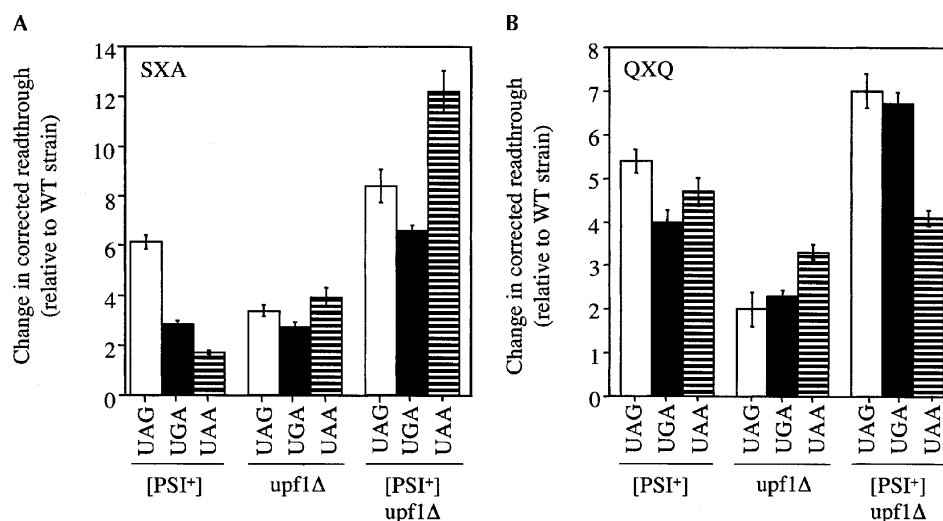 A
Change in corrected readthrough
(relative to WT strain)
14
12
10
8
6
4
2
0
SXA
UAG
UGA
UAA
UAG
UGA
UAA
UAG
UGA
UAA
[PSI⁺]
upf1Δ
[PSI⁺]
upf1Δ
B
Change in corrected readthrough
(relative to WT strain)
8
7
6
5
4
3
2
1
0
QXQ
UAG
UGA
UAA
UAG
UGA
UAA
UAG
UGA
UAA
[PSI⁺]
upf1Δ
[PSI⁺]
upf1Δ